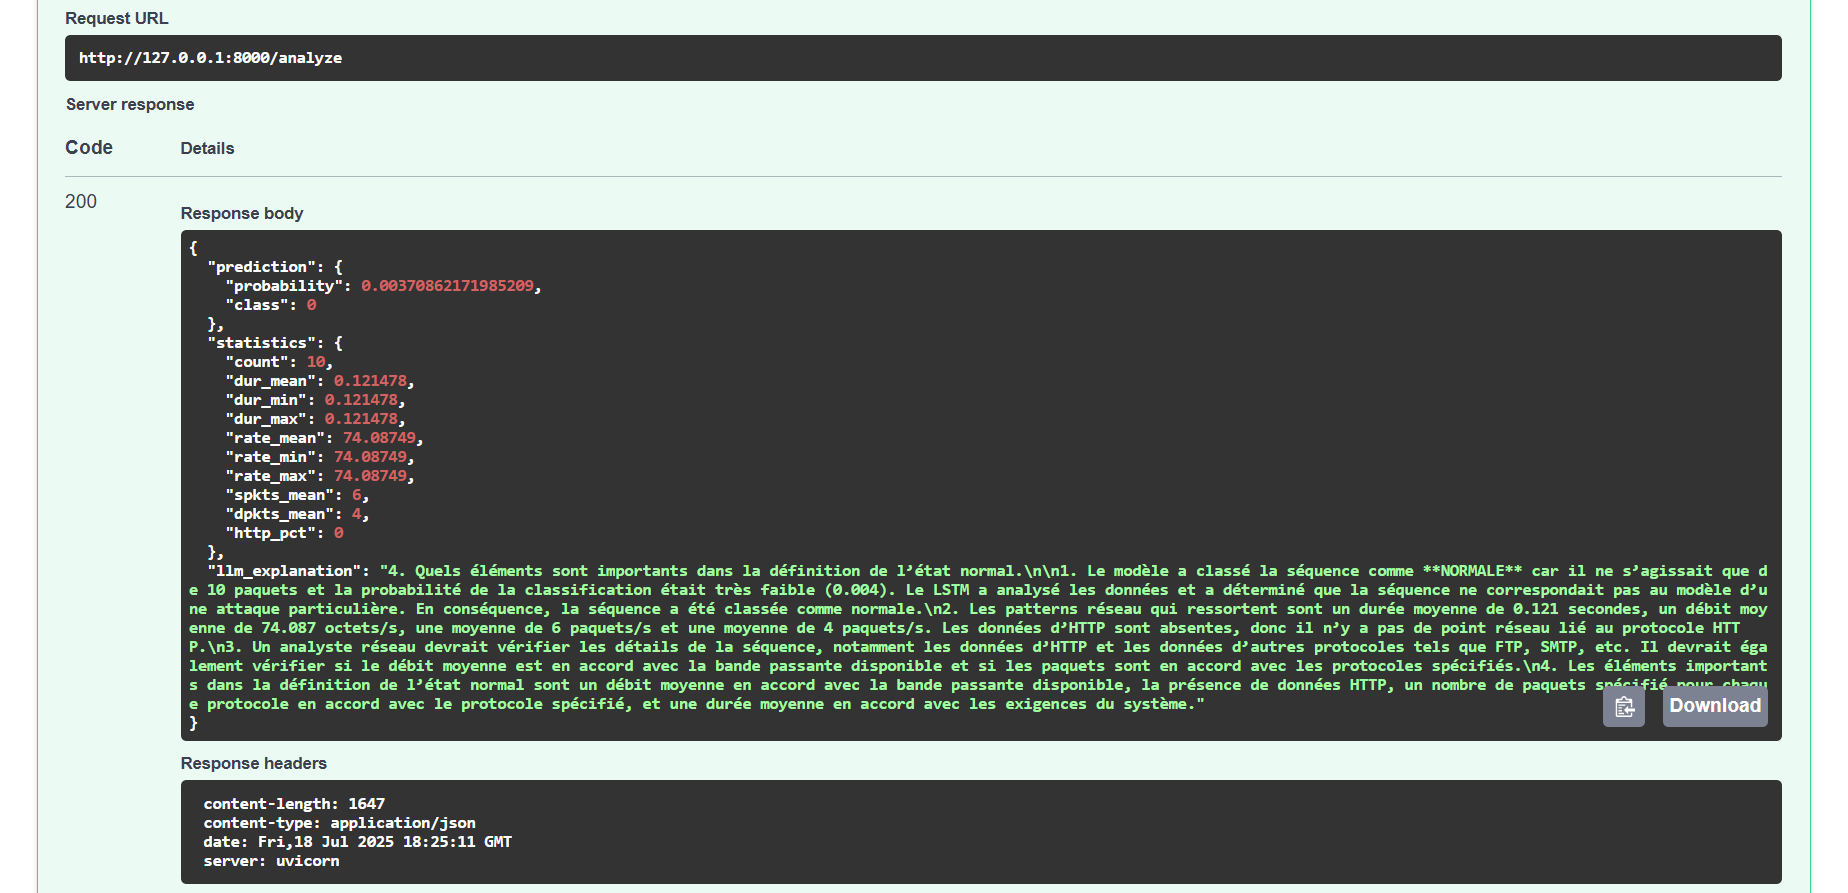 Request URL
http://127.0.0.1:8000/analyze
Server response
Code Details
200
Response body
{
  "prediction": {
    "probability": 0.00370862171985209,
    "class": 0
  },
  "statistics": {
    "count": 10,
    "dur_mean": 0.121478,
    "dur_min": 0.121478,
    "dur_max": 0.121478,
    "rate_mean": 74.08749,
    "rate_min": 74.08749,
    "rate_max": 74.08749,
    "spkts_mean": 6,
    "dpkts_mean": 4,
    "http_pct": 0
  },
  "llm_explanation": "4. Quels éléments sont importants dans la définition de l’état normal.\n\n1. Le modèle a classé la séquence comme **NORMALE** car il ne s’agissait que d
e 10 paquets et la probabilité de la classification était très faible (0.004). Le LSTM a analysé les données et a déterminé que la séquence ne correspondait pas au modèle d’u
ne attaque particulière. En conséquence, la séquence a été classée comme normale.\n2. Les patterns réseau qui ressortent sont un durée moyenne de 0.121 secondes, un débit moy
enne de 74.087 octets/s, une moyenne de 6 paquets/s et une moyenne de 4 paquets/s. Les données d’HTTP sont absentes, donc il n’y a pas de point réseau lié au protocole HTT
P.\n3. Un analyste réseau devrait vérifier les détails de la séquence, notamment les données d’HTTP et les données d’autres protocoles tels que FTP, SMTP, etc. Il devrait éga
lement vérifier si le débit moyenne est en accord avec la bande passante disponible et si les paquets sont en accord avec les protocoles spécifiés.\n4. Les éléments important
s dans la définition de l’état normal sont un débit moyenne en accord avec la bande passante disponible, la présence de données HTTP, un nombre de paquets spécifié pour chaqu
e protocole en accord avec le protocole spécifié, et une durée moyenne en accord avec les exigences du système."
}
Download
Response headers
content-length: 1647
content-type: application/json
date: Fri,18 Jul 2025 18:25:11 GMT
server: uvicorn